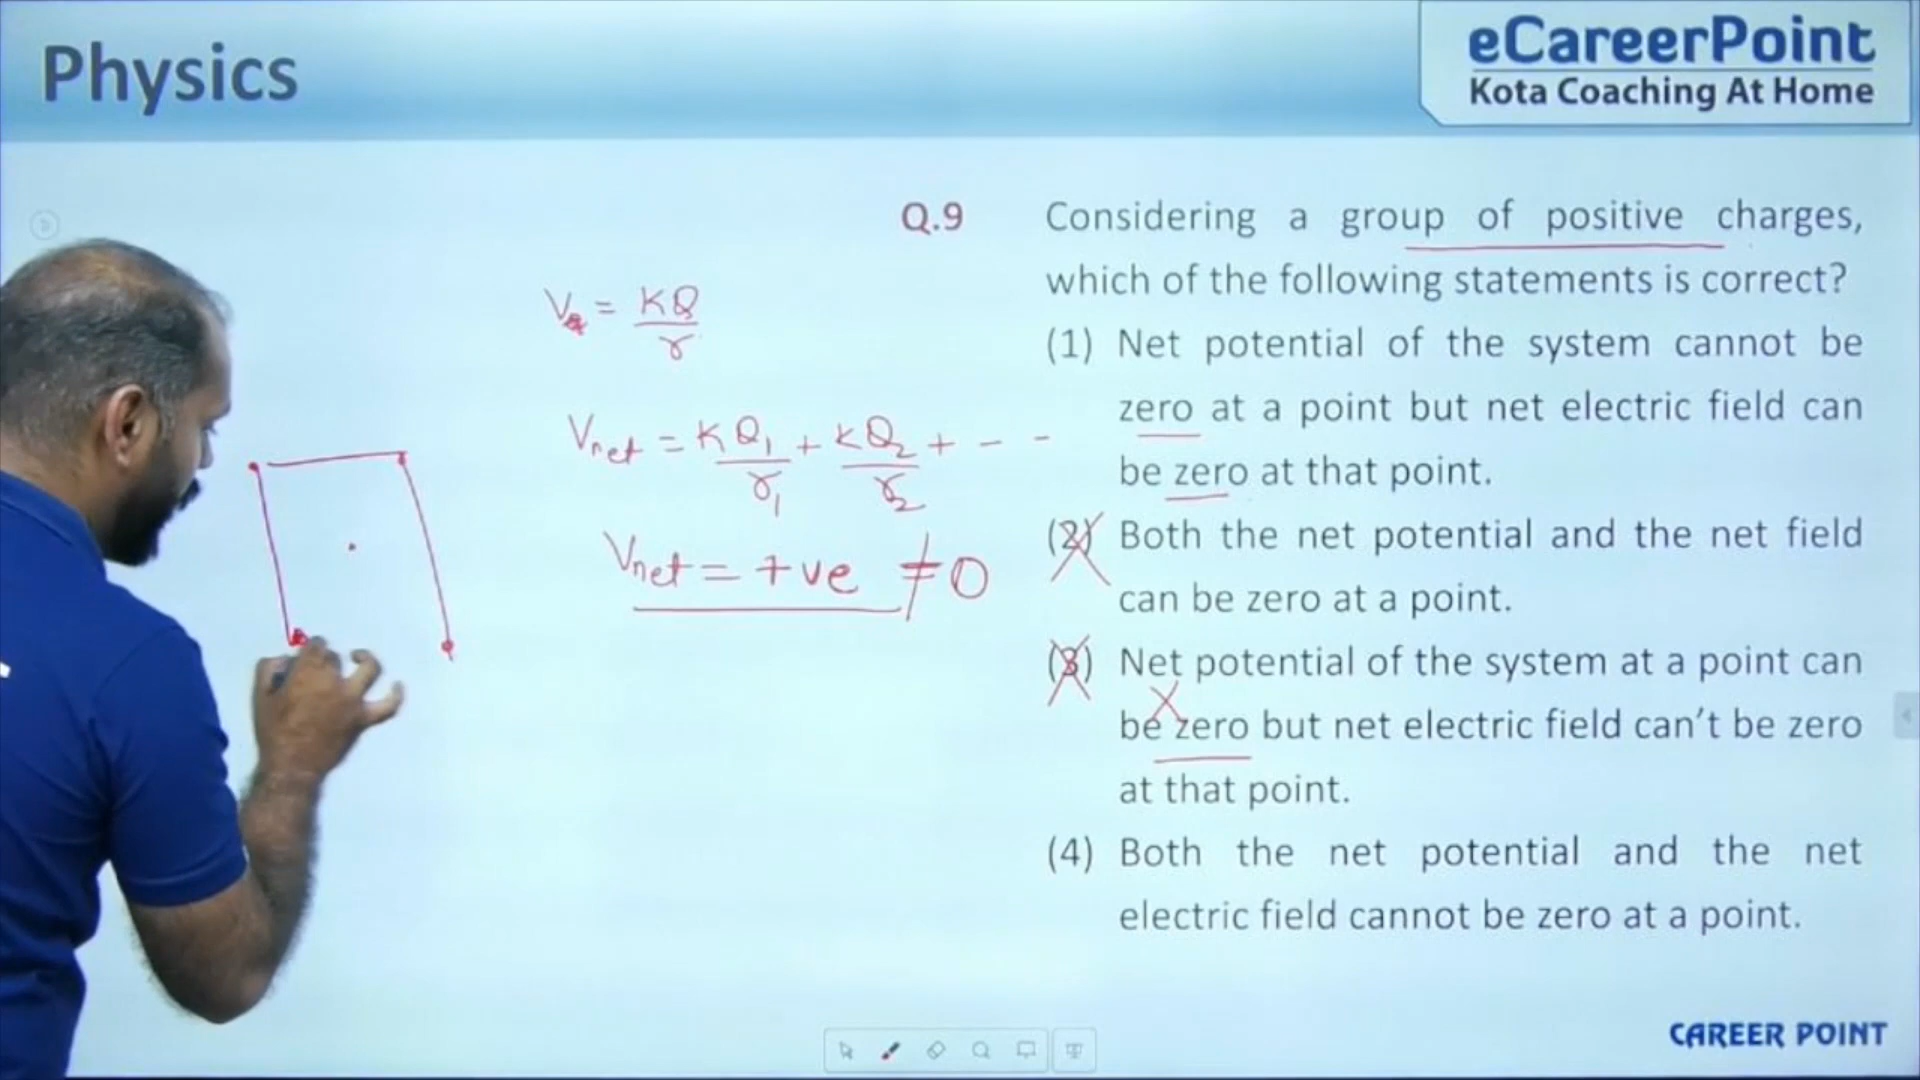 Physics
eCareerPoint
Kota Coaching At Home
Q.9 Considering a group of positive charges,
which of the following statements is correct?
(1) Net potential of the system cannot be
zero at a point but net electric field can
be zero at that point.
(2) Both the net potential and the net field
can be zero at a point.
(3) Net potential of the system at a point can
be zero but net electric field can't be zero
at that point.
(4) Both the net potential and the net
electric field cannot be zero at a point.
V = KQ/r
Vnet = KQ1/r1 + KQ2/r2 + - -
Vnet = +ve ≠ 0
CAREER POINT